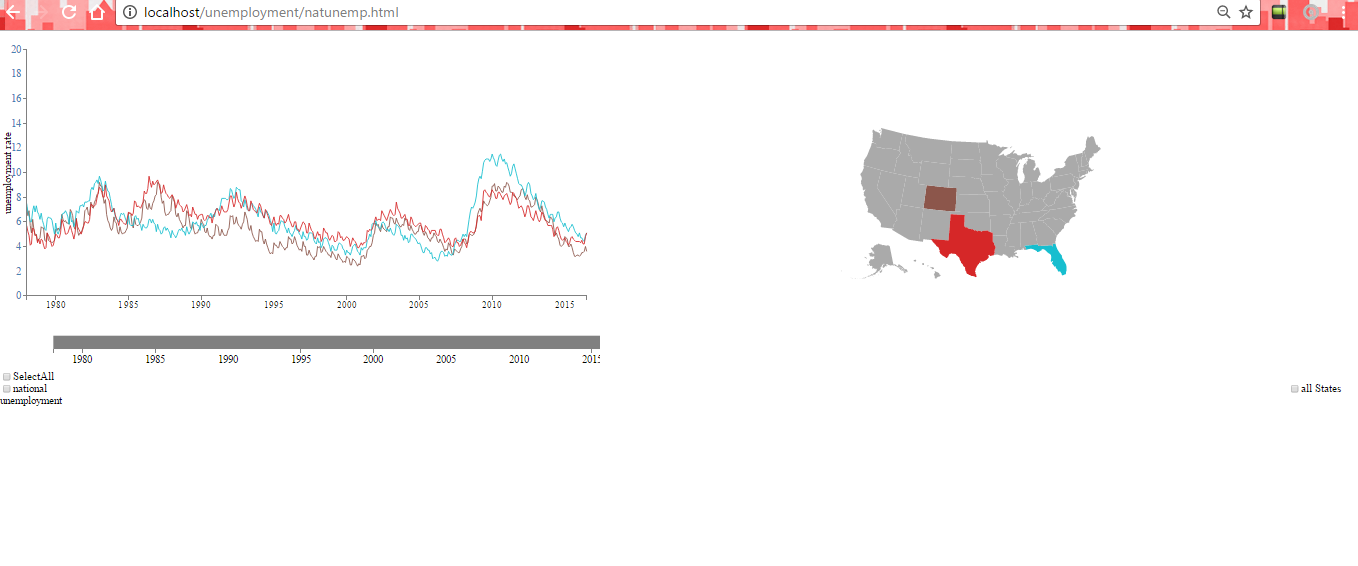 localhost/unemployment/natunemp.html
20
18
16
14
12
10
8
6
4
2
0
unemployment rate
1980 1985 1990 1995 2000 2005 2010 2015
1980 1985 1990 1995 2000 2005 2010 2015
SelectAll
national
unemployment
all States